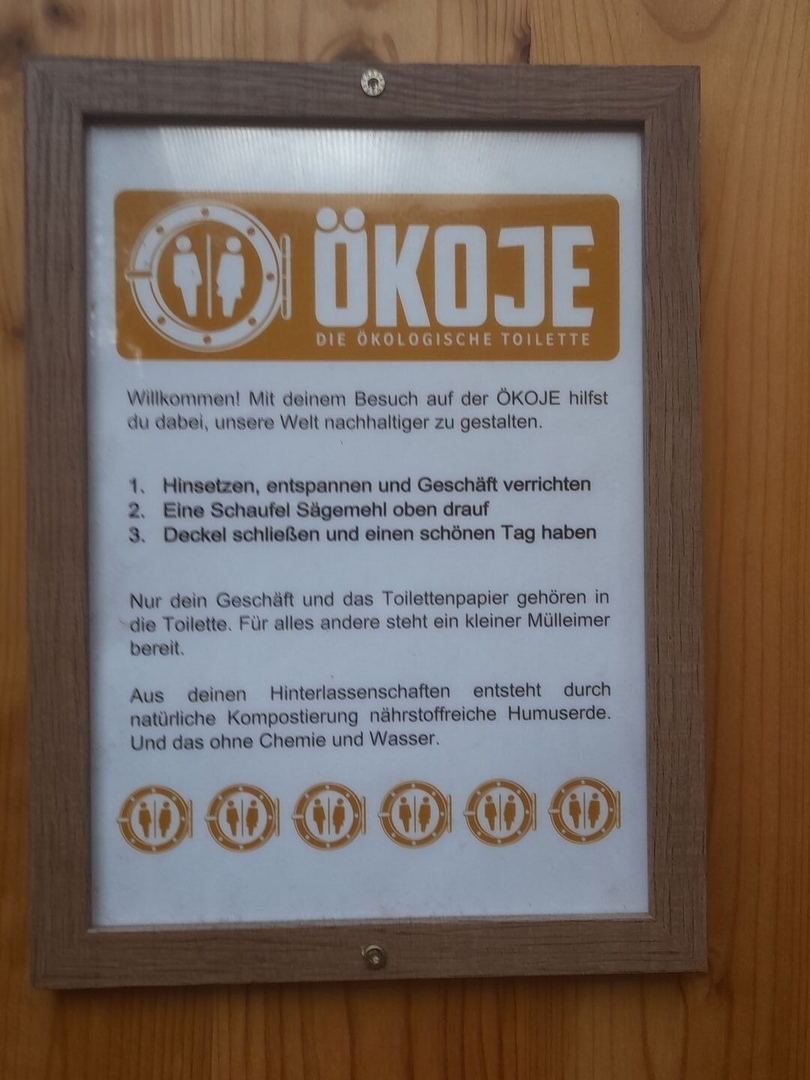 ÖKOJE
DIE ÖKOLOGISCHE TOILETTE
Willkommen! Mit deinem Besuch auf der ÖKOJE hilfst
du dabei, unsere Welt nachhaltiger zu gestalten.
1. Hinsetzen, entspannen und Geschäft verrichten
2. Eine Schaufel Sägemehl oben drauf
3. Deckel schließen und einen schönen Tag haben
Nur dein Geschäft und das Toilettenpapier gehören in
die Toilette. Für alles andere steht ein kleiner Mülleimer
bereit.
Aus deinen Hinterlassenschaften entsteht durch
natürliche Kompostierung nährstoffreiche Humuserde.
Und das ohne Chemie und Wasser.